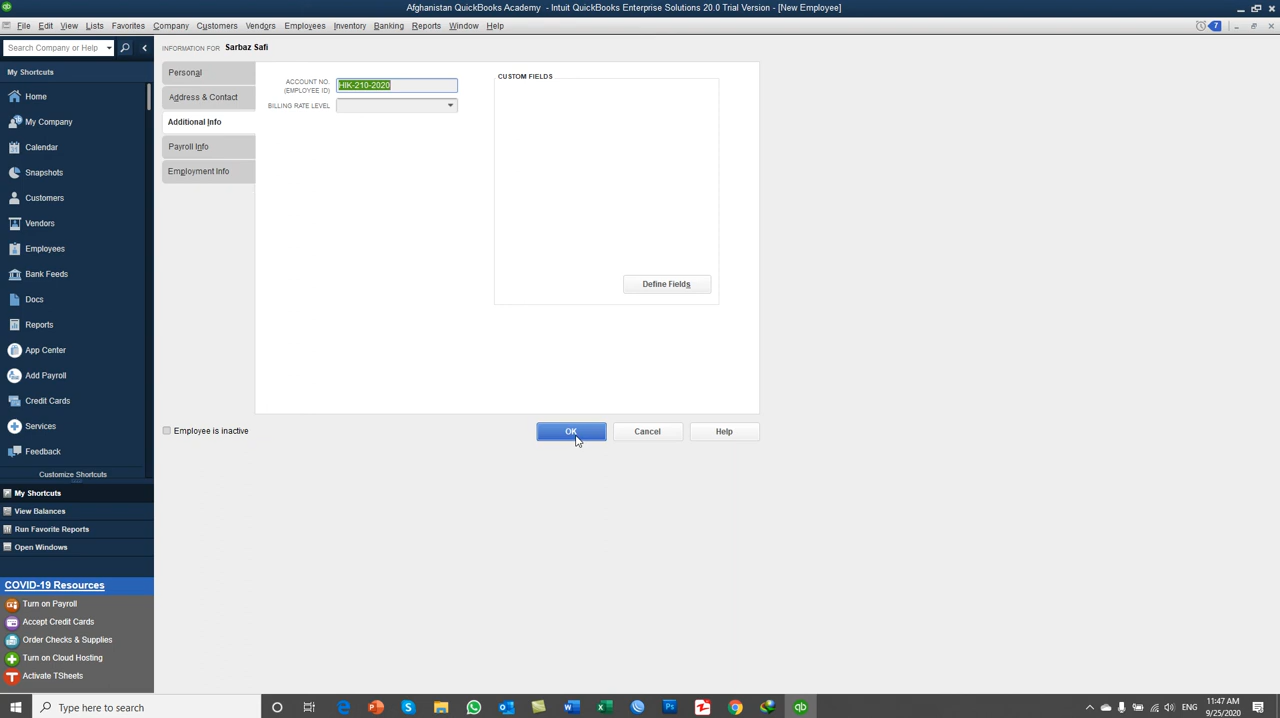 Afghanistan QuickBooks Academy - Intuit QuickBooks Enterprise Solutions 20.0 Trial Version - [New Employee]
File Edit View Lists Favorites Company Customers Vendors Employees Inventory Banking Reports Window Help
7
Search Company or Help
INFORMATION FOR Sarbaz Safi
My Shortcuts
Home
My Company
Calendar
Snapshots
Customers
Vendors
Employees
Bank Feeds
Docs
Reports
App Center
Add Payroll
Credit Cards
Services
Feedback
Customize Shortcuts
My Shortcuts
View Balances
Run Favorite Reports
Open Windows
COVID-19 Resources
Turn on Payroll
Accept Credit Cards
Order Checks & Supplies
Turn on Cloud Hosting
Activate TSheets
Personal
Address & Contact
Additional Info
Payroll Info
Employment Info
ACCOUNT NO.
(EMPLOYEE ID)
HIK-210-2020
BILLING RATE LEVEL
CUSTOM FIELDS
Define Fields
Employee is inactive
OK
Cancel
Help
Type here to search
11:47 AM
9/25/2020